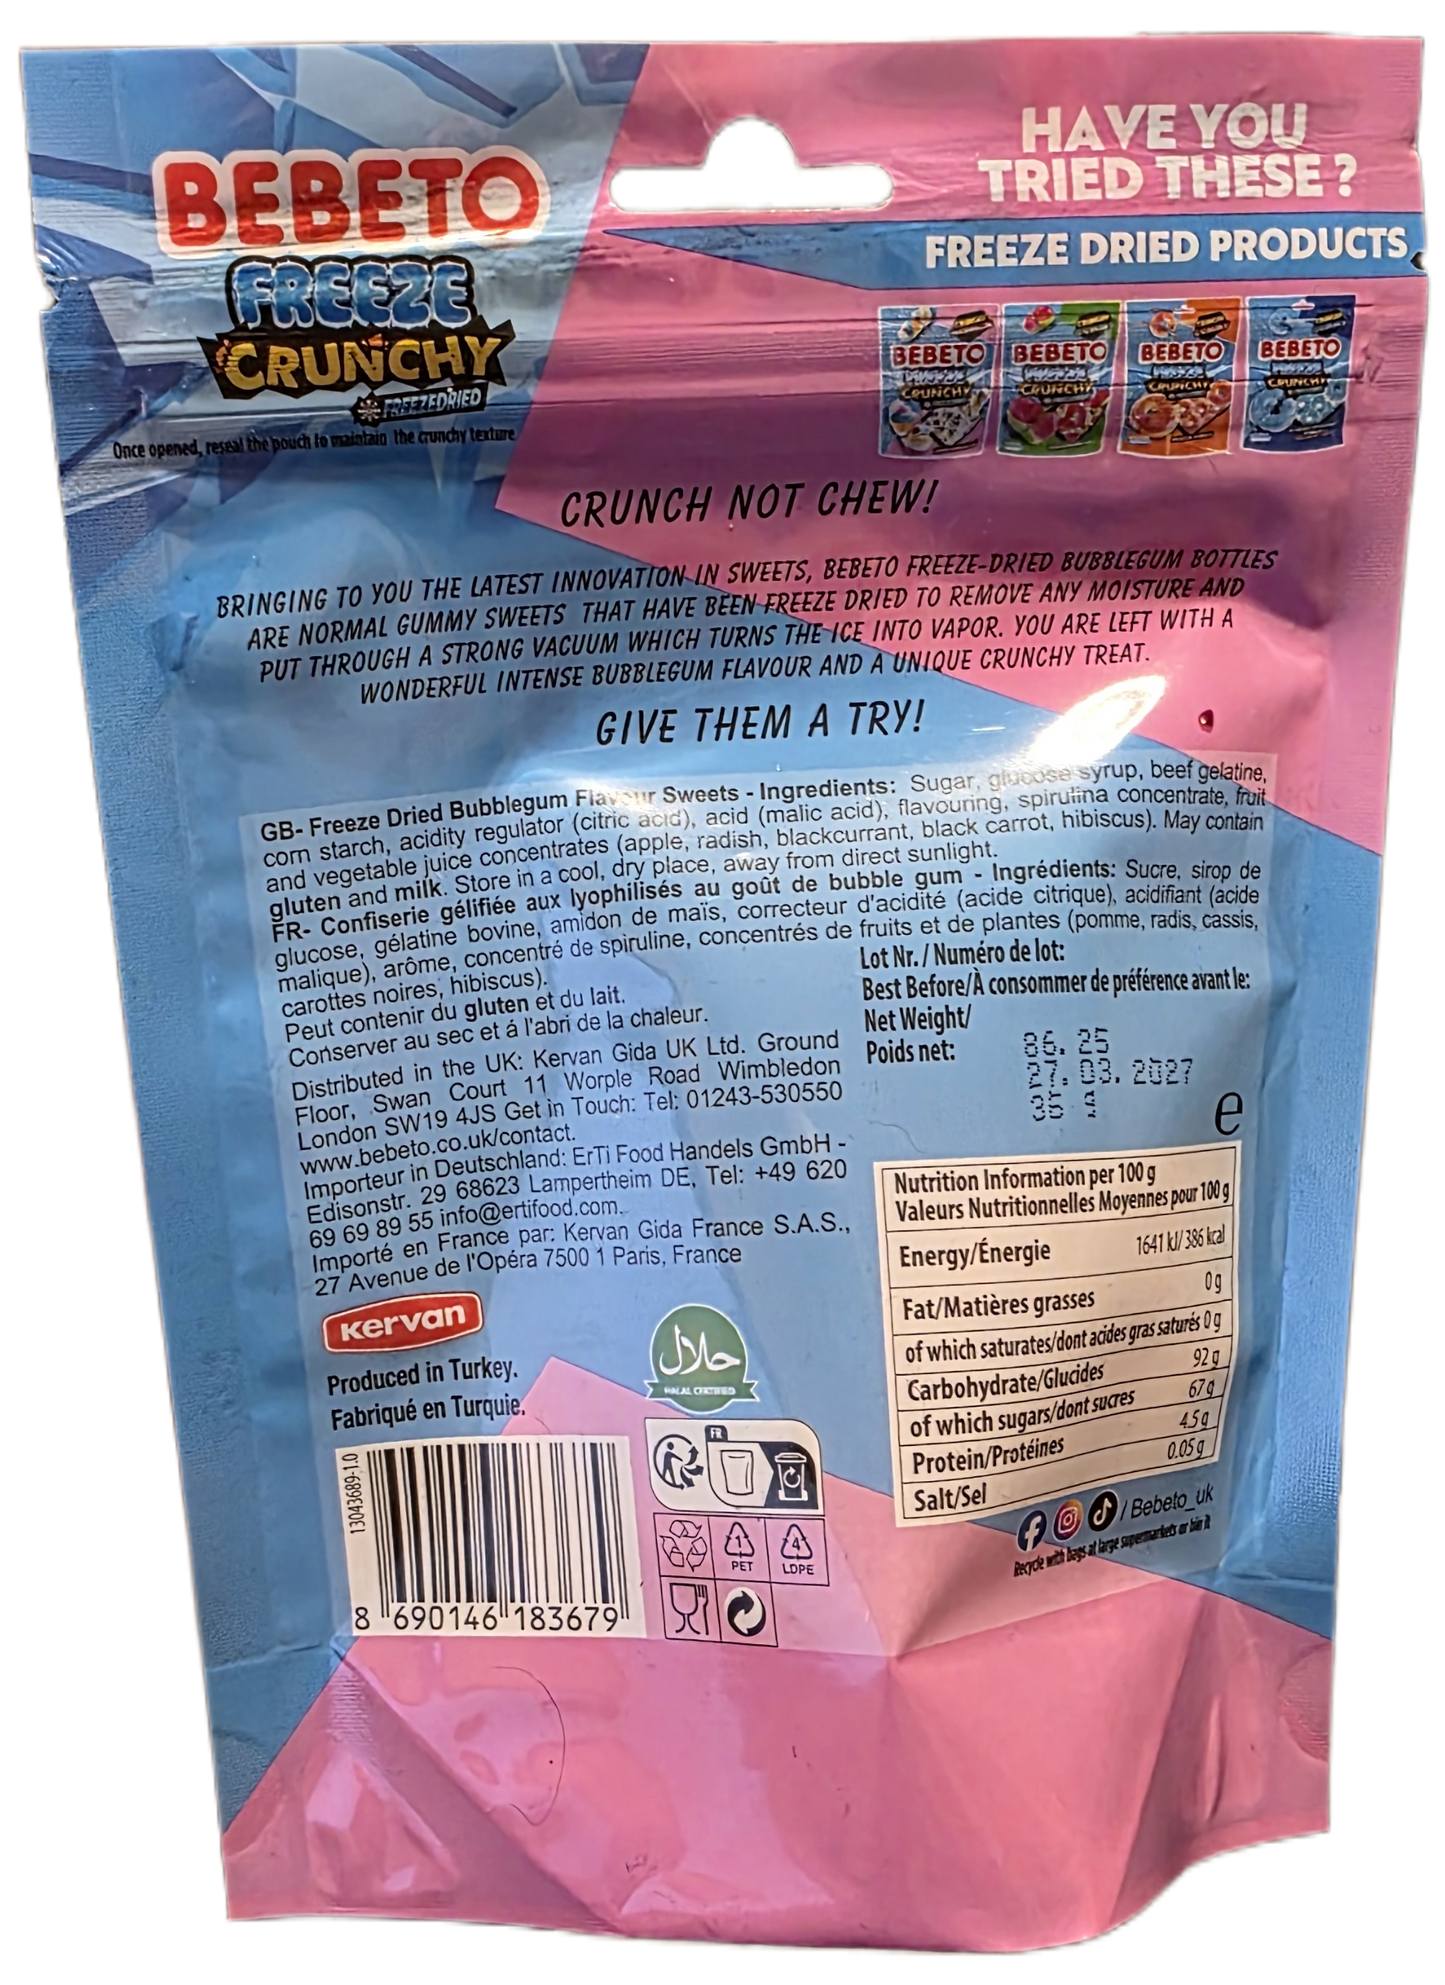 BEBETO
FREEZE
CRUNCHY
FREEZEDRIED
Once opened, reseal the pouch to maintain the crunchy texture
HAVE YOU
TRIED THESE ?
FREEZE DRIED PRODUCTS
BEBETO BEBETO BEBETO BEBETO
CRUNCHY CRUNCHY CRUNCHY CRUNCHY
CRUNCH NOT CHEW!
BRINGING TO YOU THE LATEST INNOVATION IN SWEETS, BEBETO FREEZE-DRIED BUBBLEGUM BOTTLES
ARE NORMAL GUMMY SWEETS THAT HAVE BEEN FREEZE DRIED TO REMOVE ANY MOISTURE AND
PUT THROUGH A STRONG VACUUM WHICH TURNS THE ICE INTO VAPOR. YOU ARE LEFT WITH A
WONDERFUL INTENSE BUBBLEGUM FLAVOUR AND A UNIQUE CRUNCHY TREAT.
GIVE THEM A TRY!
GB- Freeze Dried Bubblegum Flavour Sweets - Ingredients: Sugar, glucose syrup, beef gelatine,
corn starch, acidity regulator (citric acid), acid (malic acid), flavouring, spirulina concentrate, fruit
and vegetable juice concentrates (apple, radish, blackcurrant, black carrot, hibiscus). May contain
gluten and milk. Store in a cool, dry place, away from direct sunlight.
FR- Confiserie gélifiée aux lyophilisés au goût de bubble gum - Ingrédients: Sucre, sirop de
glucose, gélatine bovine, amidon de maïs, correcteur d'acidité (acide citrique), acidifiant (acide
malique), arôme, concentré de spiruline, concentrés de fruits et de plantes (pomme, radis, cassis,
carottes noires, hibiscus).
Peut contenir du gluten et du lait.
Conserver au sec et á l'abri de la chaleur.
Distributed in the UK: Kervan Gida UK Ltd. Ground
Floor, Swan Court 11 Worple Road Wimbledon
London SW19 4JS Get in Touch: Tel: 01243-530550
www.bebeto.co.uk/contact.
Importeur in Deutschland: ErTi Food Handels GmbH -
Edisonstr. 29 68623 Lampertheim DE, Tel: +49 620
69 69 89 55 info@ertifood.com.
Importé en France par: Kervan Gida France S.A.S.,
27 Avenue de l'Opéra 7500 1 Paris, France
Lot Nr. / Numéro de lot:
Best Before/À consommer de préférence avant le:
Net Weight/
Poids net:
86. 25
27. 03. 2027
35 g
e
Nutrition Information per 100 g
Valeurs Nutritionnelles Moyennes pour 100 g
Energy/Énergie 1641 kJ/ 386 kcal
Fat/Matières grasses 0 g
of which saturates/dont acides gras saturés 0 g
Carbohydrate/Glucides 92 g
of which sugars/dont sucres 67 g
Protein/Protéines 4.5 g
Salt/Sel 0.05 g
/ Bebeto_uk
Recycle with bags at large supermarkets or bin it
Kervan
Produced in Turkey.
Fabriqué en Turquie.
حلال
HALAL CERTIFIED
FR
1
PET
4
LDPE
13043689-1.0
8 690146 183679